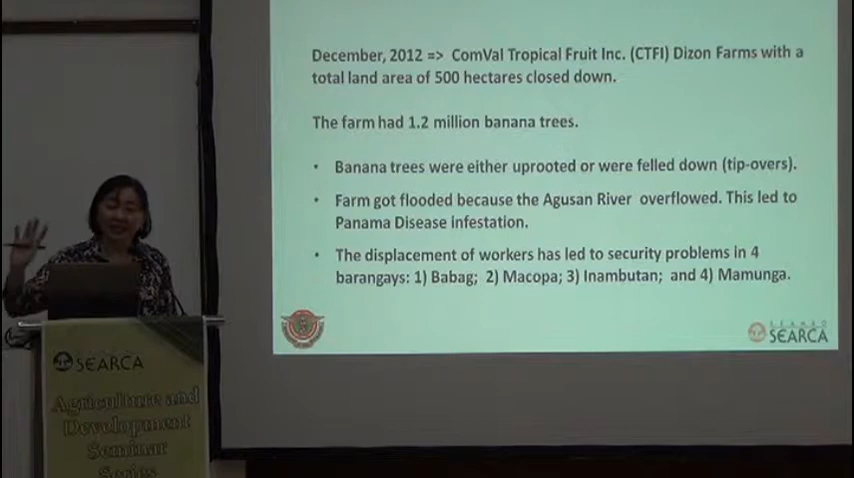 December, 2012 => ComVal Tropical Fruit Inc. (CTFI) Dizon Farms with a
total land area of 500 hectares closed down.
The farm had 1.2 million banana trees.
• Banana trees were either uprooted or were felled down (tip-overs).
• Farm got flooded because the Agusan River overflowed. This led to
Panama Disease infestation.
• The displacement of workers has led to security problems in 4
barangays: 1) Babag; 2) Macopa; 3) Inambutan; and 4) Mamunga.
SEARCA
SEARCA
Agriculture and
Development
Seminar
Series